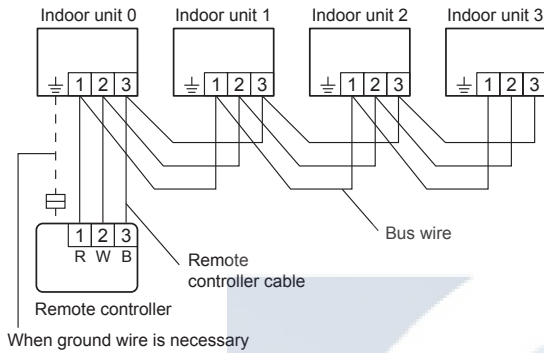 Indoor unit 0 Indoor unit 1 Indoor unit 2 Indoor unit 3
1 2 3 1 2 3 1 2 3 1 2 3
Bus wire
1 2 3
R W B
Remote
controller cable
Remote controller
When ground wire is necessary